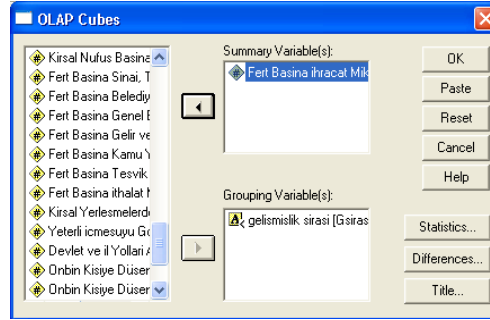 OLAP Cubes
Kirsal Nufus Basina
Fert Basina Sinai, T
Fert Basina Belediy
Fert Basina Genel B
Fert Basina Gelir ve
Fert Basina Kamu Y
Fert Basina Tesvik
Fert Basina ithalat M
Kirsal Yerlesmelerde
Yeterli icmesuyu Go
Devlet ve il Yollari A
Onbin Kisiye Düser
Onbin Kisiye Düser
Summary Variable(s):
Fert Basina ihracat Mik
Grouping Variable(s):
gelismislik sirasi [Gsiras
OK
Paste
Reset
Cancel
Help
Statistics...
Differences...
Title...